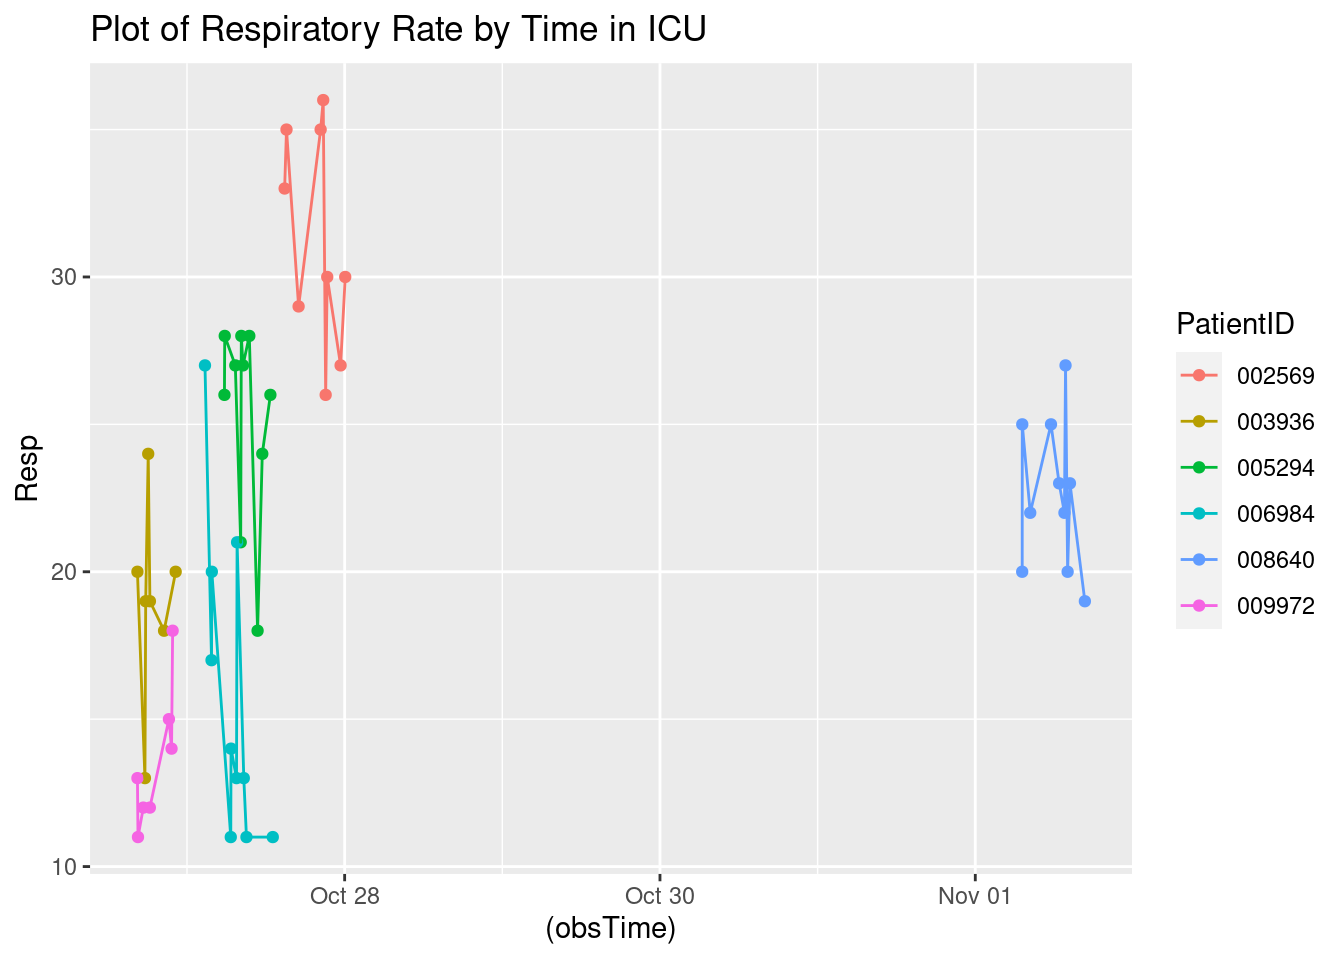 Plot of Respiratory Rate by Time in ICU
Resp
30
20
10
Oct 28
Oct 30
Nov 01
(obsTime)
PatientID
002569
003936
005294
006984
008640
009972